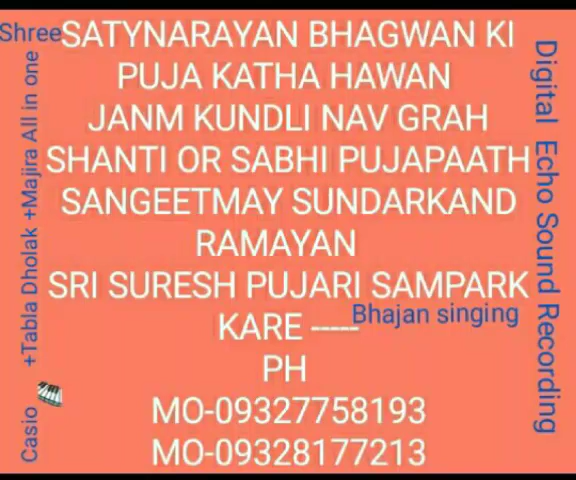 Shree SATYNARAYAN BHAGWAN KI
PUJA KATHA HAWAN
JANM KUNDLI NAV GRAH
SHANTI OR SABHI PUJAPAATH
SANGEETMAY SUNDARKAND
RAMAYAN
SRI SURESH PUJARI SAMPARK
KARE -----
Bhajan singing
PH
MO-09327758193
MO-09328177213
Casio 🎹 +Tabla Dholak +Majira All in one
Digital Echo Sound Recording